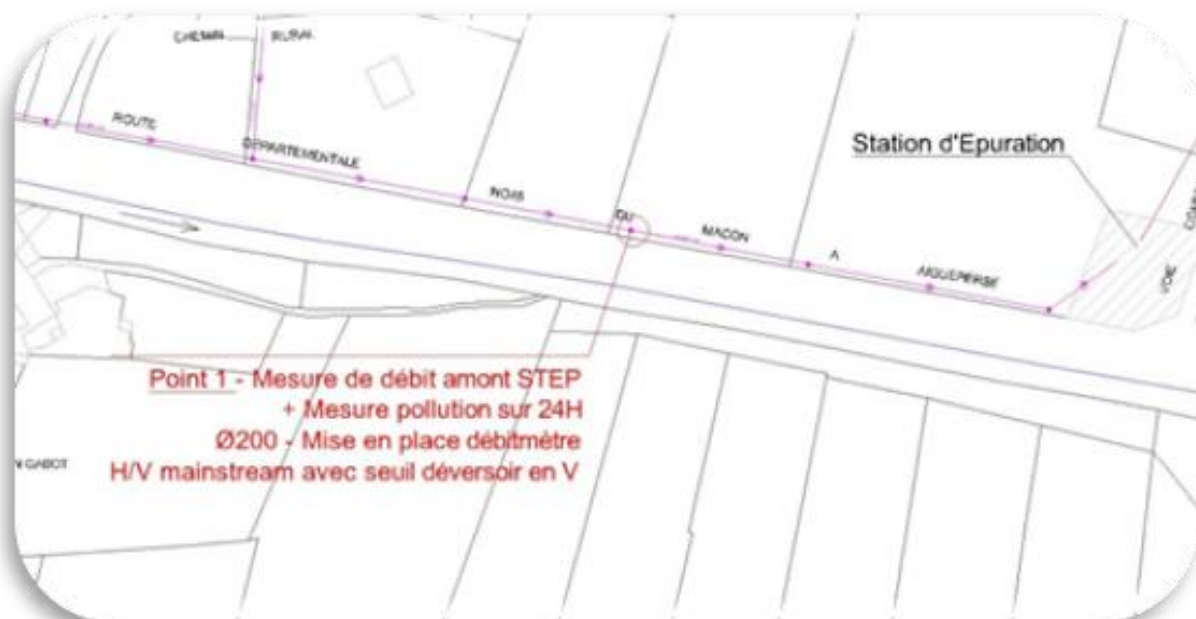 CHEMIN RURAL
ROUTE DEPARTEMENTALE
DU MACON A AIGUEPERSE
Station d'Epuration
VOIE
Point 1 - Mesure de débit amont STEP
+ Mesure pollution sur 24H
Ø200 - Mise en place débitmètre
H/V mainstream avec seuil déversoir en V